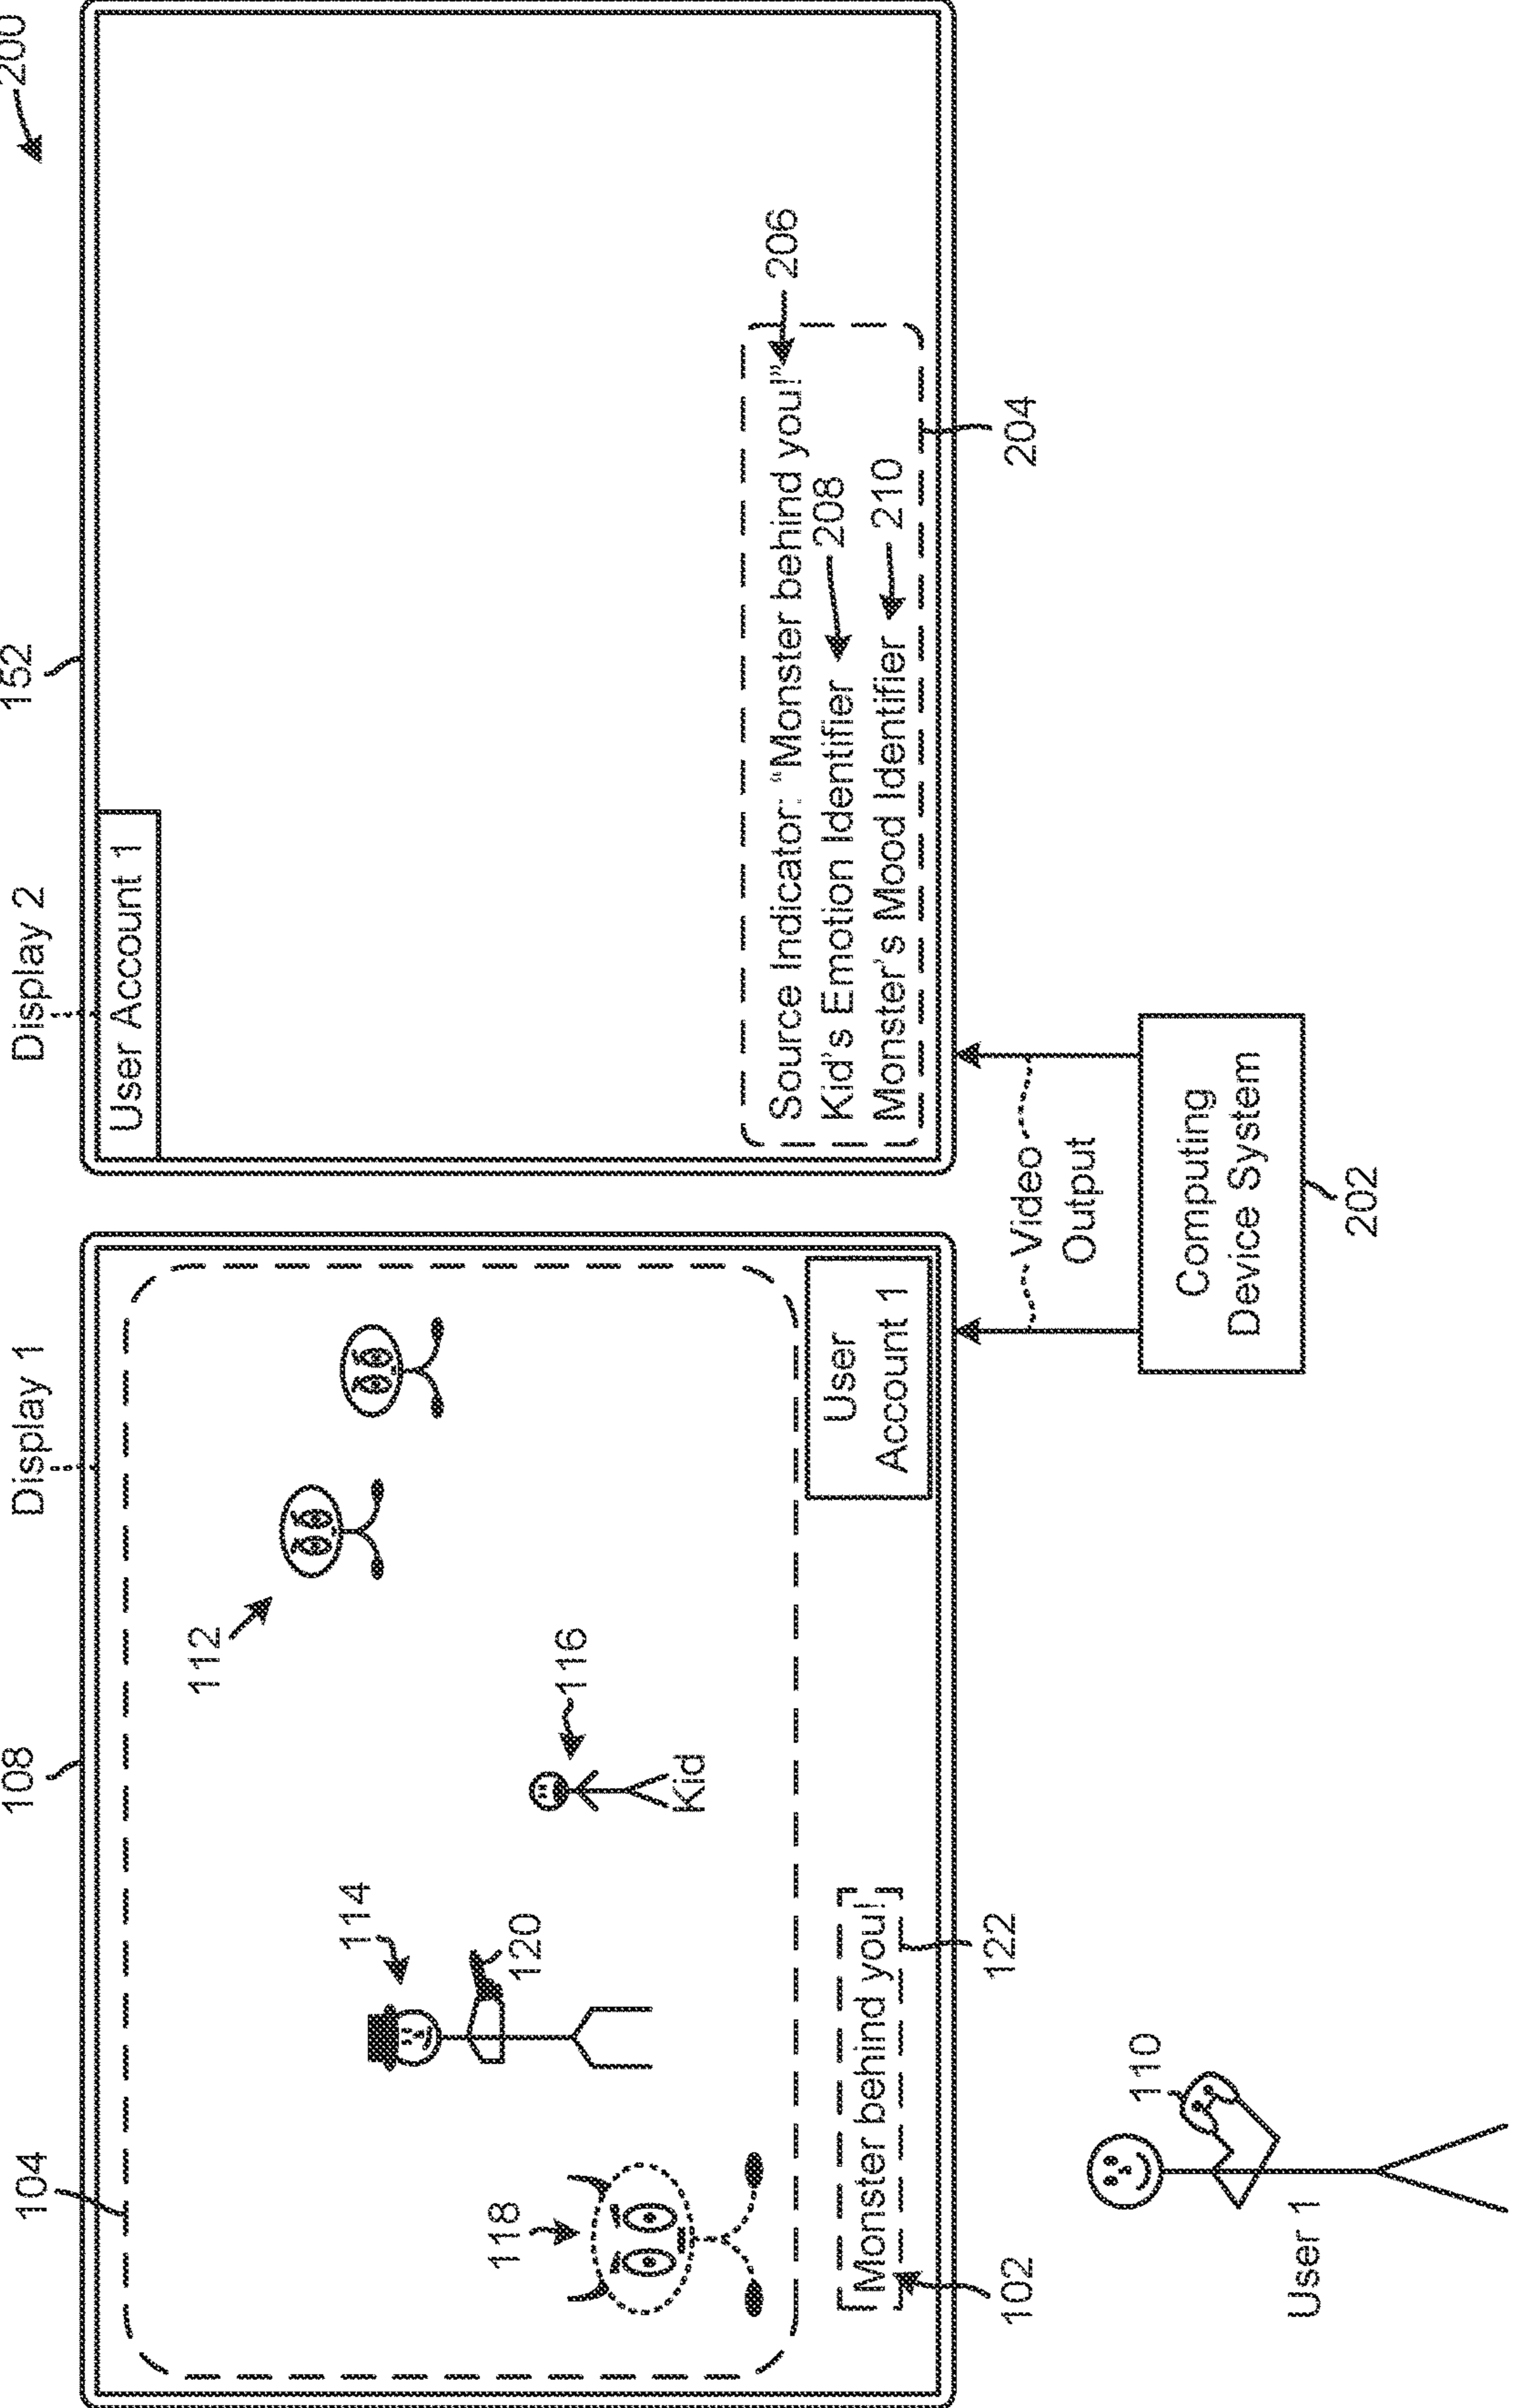 200
Display 1
108
104
112
114
116
118
120
Kid
User
Account 1
Monster behind you!
102
122
110
User 1
Display 2
152
User Account 1
Source Indicator: “Monster behind you!”
206
Kid's Emotion Identifier
208
Monster's Mood Identifier
210
204
Video
Output
Computing
Device System
202